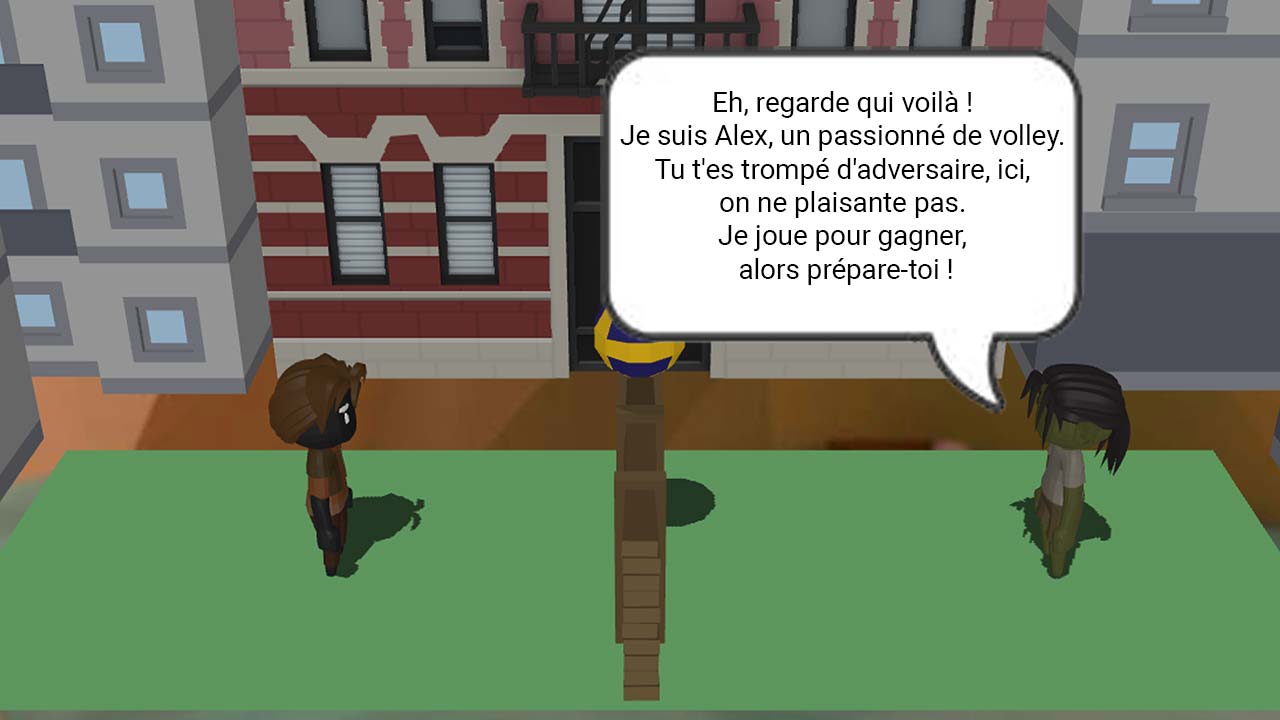 Eh, regarde qui voilà !
Je suis Alex, un passionné de volley.
Tu t'es trompé d'adversaire, ici,
on ne plaisante pas.
Je joue pour gagner,
alors prépare-toi !